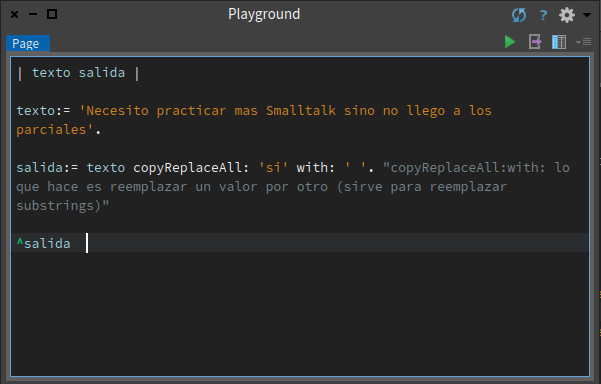 Playground
?
Page
| texto salida |
texto:= 'Necesito practicar mas Smalltalk sino no llego a los
parciales'.
salida:= texto copyReplaceAll: 'si' with: ' '. "copyReplaceAll:with: lo
que hace es reemplazar un valor por otro (sirve para reemplazar
substrings)"
^salida